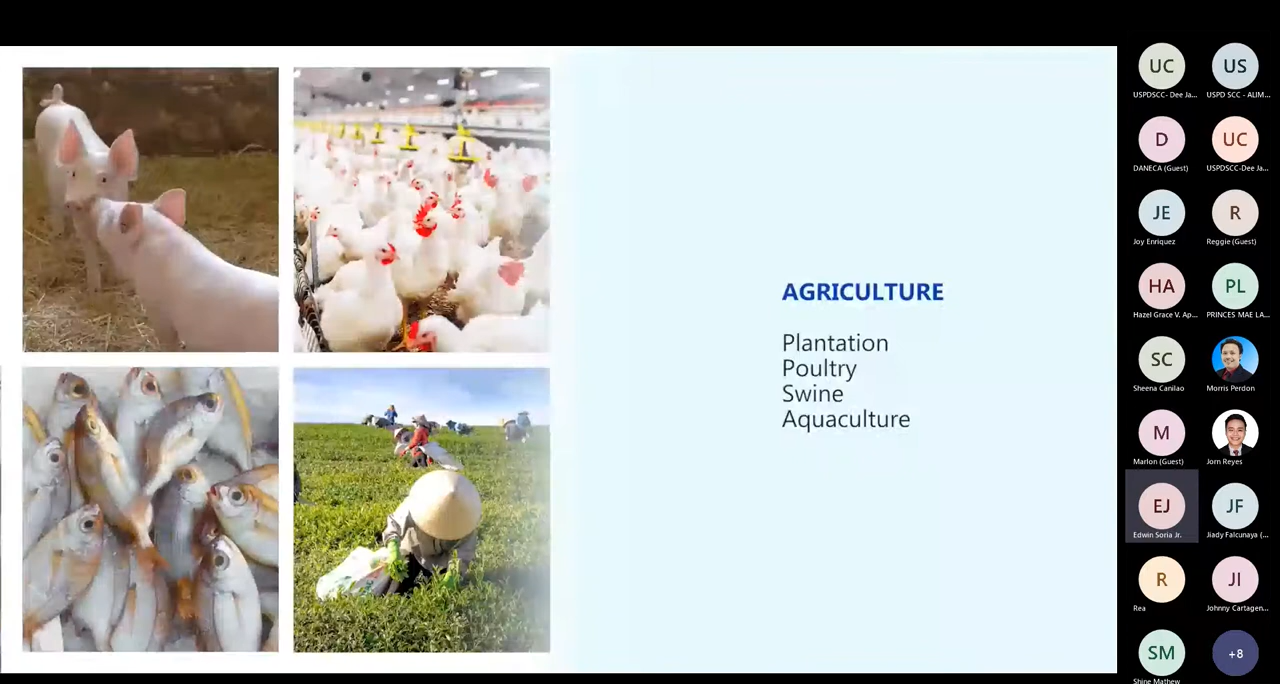 AGRICULTURE
Plantation
Poultry
Swine
Aquaculture
UC
USPDSCC- Dee Ja...
US
USPD SCC - ALIM...
D
DANECA (Guest)
UC
USPDSCC-Dee Ja...
JE
Joy Enriquez
R
Reggie (Guest)
HA
Hazel Grace V. Ap...
PL
PRINCES MAE LA...
SC
Sheena Canilao
Morris Perdon
M
Marlon (Guest)
Jorn Reyes
EJ
Edwin Soria Jr.
JF
Jiady Falcunaya (...
R
Rea
JI
Johnny Cartagen...
SM
Shine Mathew
+8